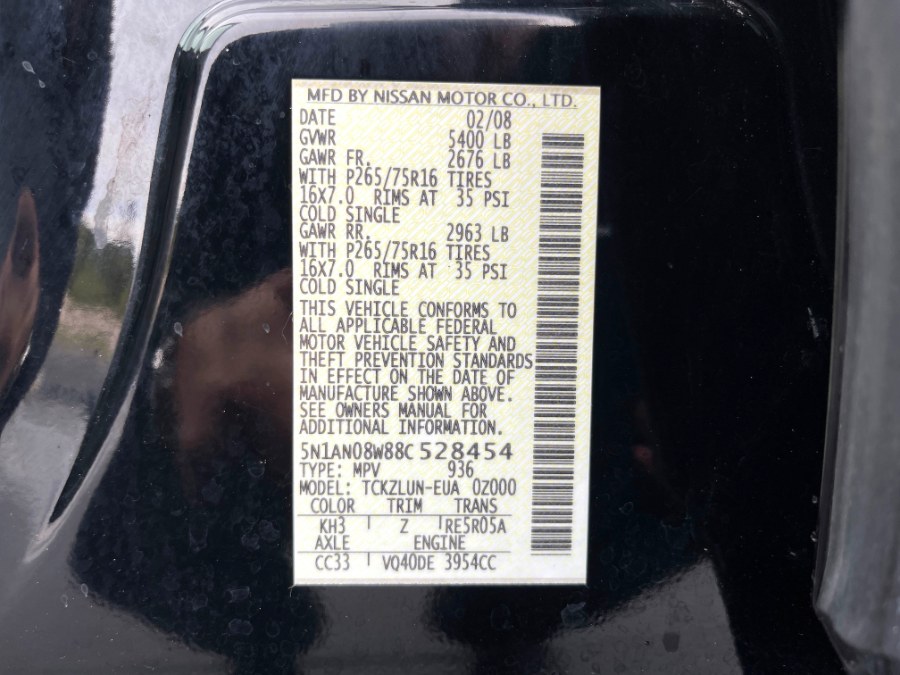 MFD BY NISSAN MOTOR CO., LTD.
DATE 02/08
GVWR 5400 LB
GAWR FR. 2676 LB
WITH P265/75R16 TIRES
16X7.0 RIMS AT 35 PSI
COLD SINGLE
GAWR RR. 2963 LB
WITH P265/75R16 TIRES
16X7.0 RIMS AT 35 PSI
COLD SINGLE
THIS VEHICLE CONFORMS TO
ALL APPLICABLE FEDERAL
MOTOR VEHICLE SAFETY AND
THEFT PREVENTION STANDARDS
IN EFFECT ON THE DATE OF
MANUFACTURE SHOWN ABOVE.
SEE OWNERS MANUAL FOR
ADDITIONAL INFORMATION.
5N1AN08W88C528454
TYPE: MPV 936
MODEL: TCKZLUN-EUA 0Z000
COLOR TRIM TRANS
KH3 Z RE5R05A
AXLE ENGINE
CC33 VQ40DE 3954CC